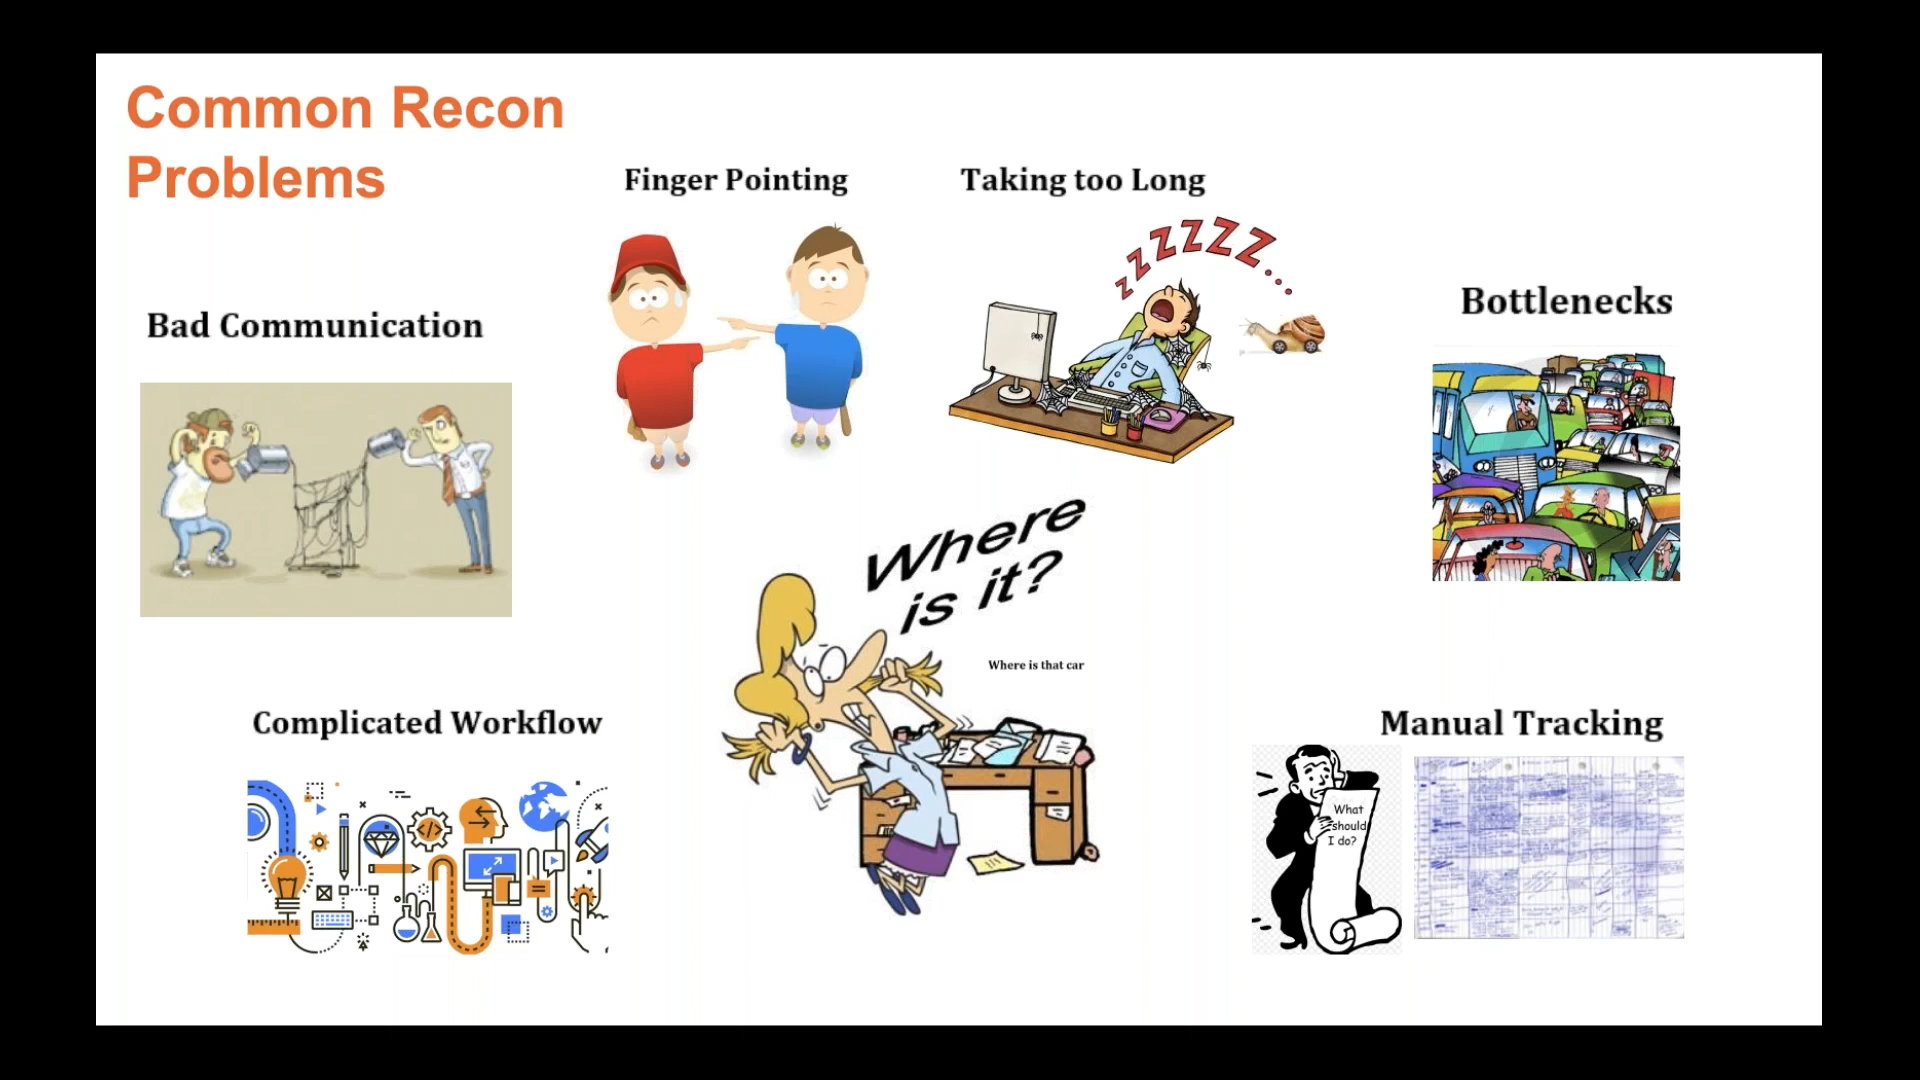 Common Recon
Problems
Finger Pointing
Taking too Long
zzZZZZZ...
Bad Communication
Bottlenecks
Where
is it?
Where is that car
Complicated Workflow
Manual Tracking
What
should
I do?